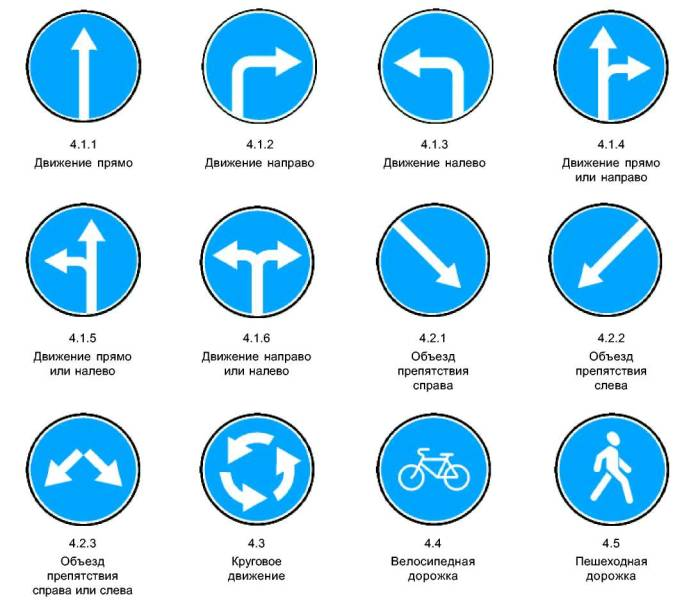 4.1.1
Движение прямо
4.1.2
Движение направо
4.1.3
Движение налево
4.1.4
Движение прямо
или направо
4.1.5
Движение прямо
или налево
4.1.6
Движение направо
или налево
4.2.1
Объезд
препятствия
справа
4.2.2
Объезд
препятствия
слева
4.2.3
Объезд
препятствия
справа или слева
4.3
Круговое
движение
4.4
Велосипедная
дорожка
4.5
Пешеходная
дорожка